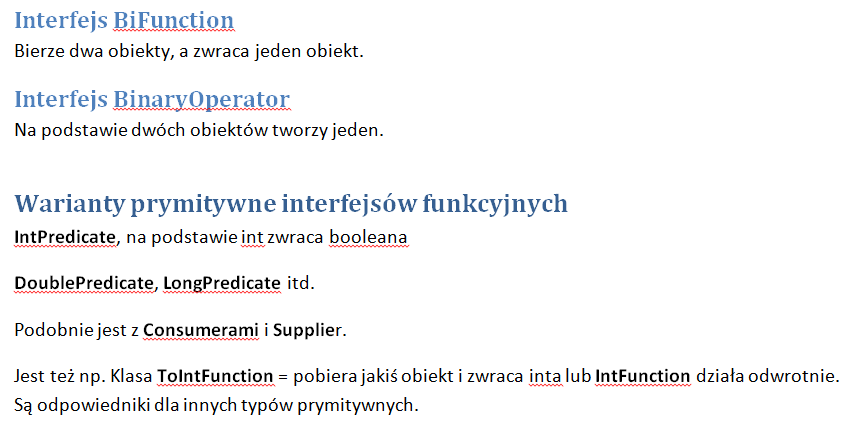 Interfejs BiFunction
Bierze dwa obiekty, a zwraca jeden obiekt.
Interfejs BinaryOperator
Na podstawie dwóch obiektów tworzy jeden.
Warianty prymitywne interfejsów funkcyjnych
IntPredicate, na podstawie int zwraca booleana
DoublePredicate, LongPredicate itd.
Podobnie jest z Consumerami i Supplier.
Jest też np. Klasa ToIntFunction = pobiera jakiś obiekt i zwraca inta lub IntFunction działa odwrotnie.
Są odpowiedniki dla innych typów prymitywnych.